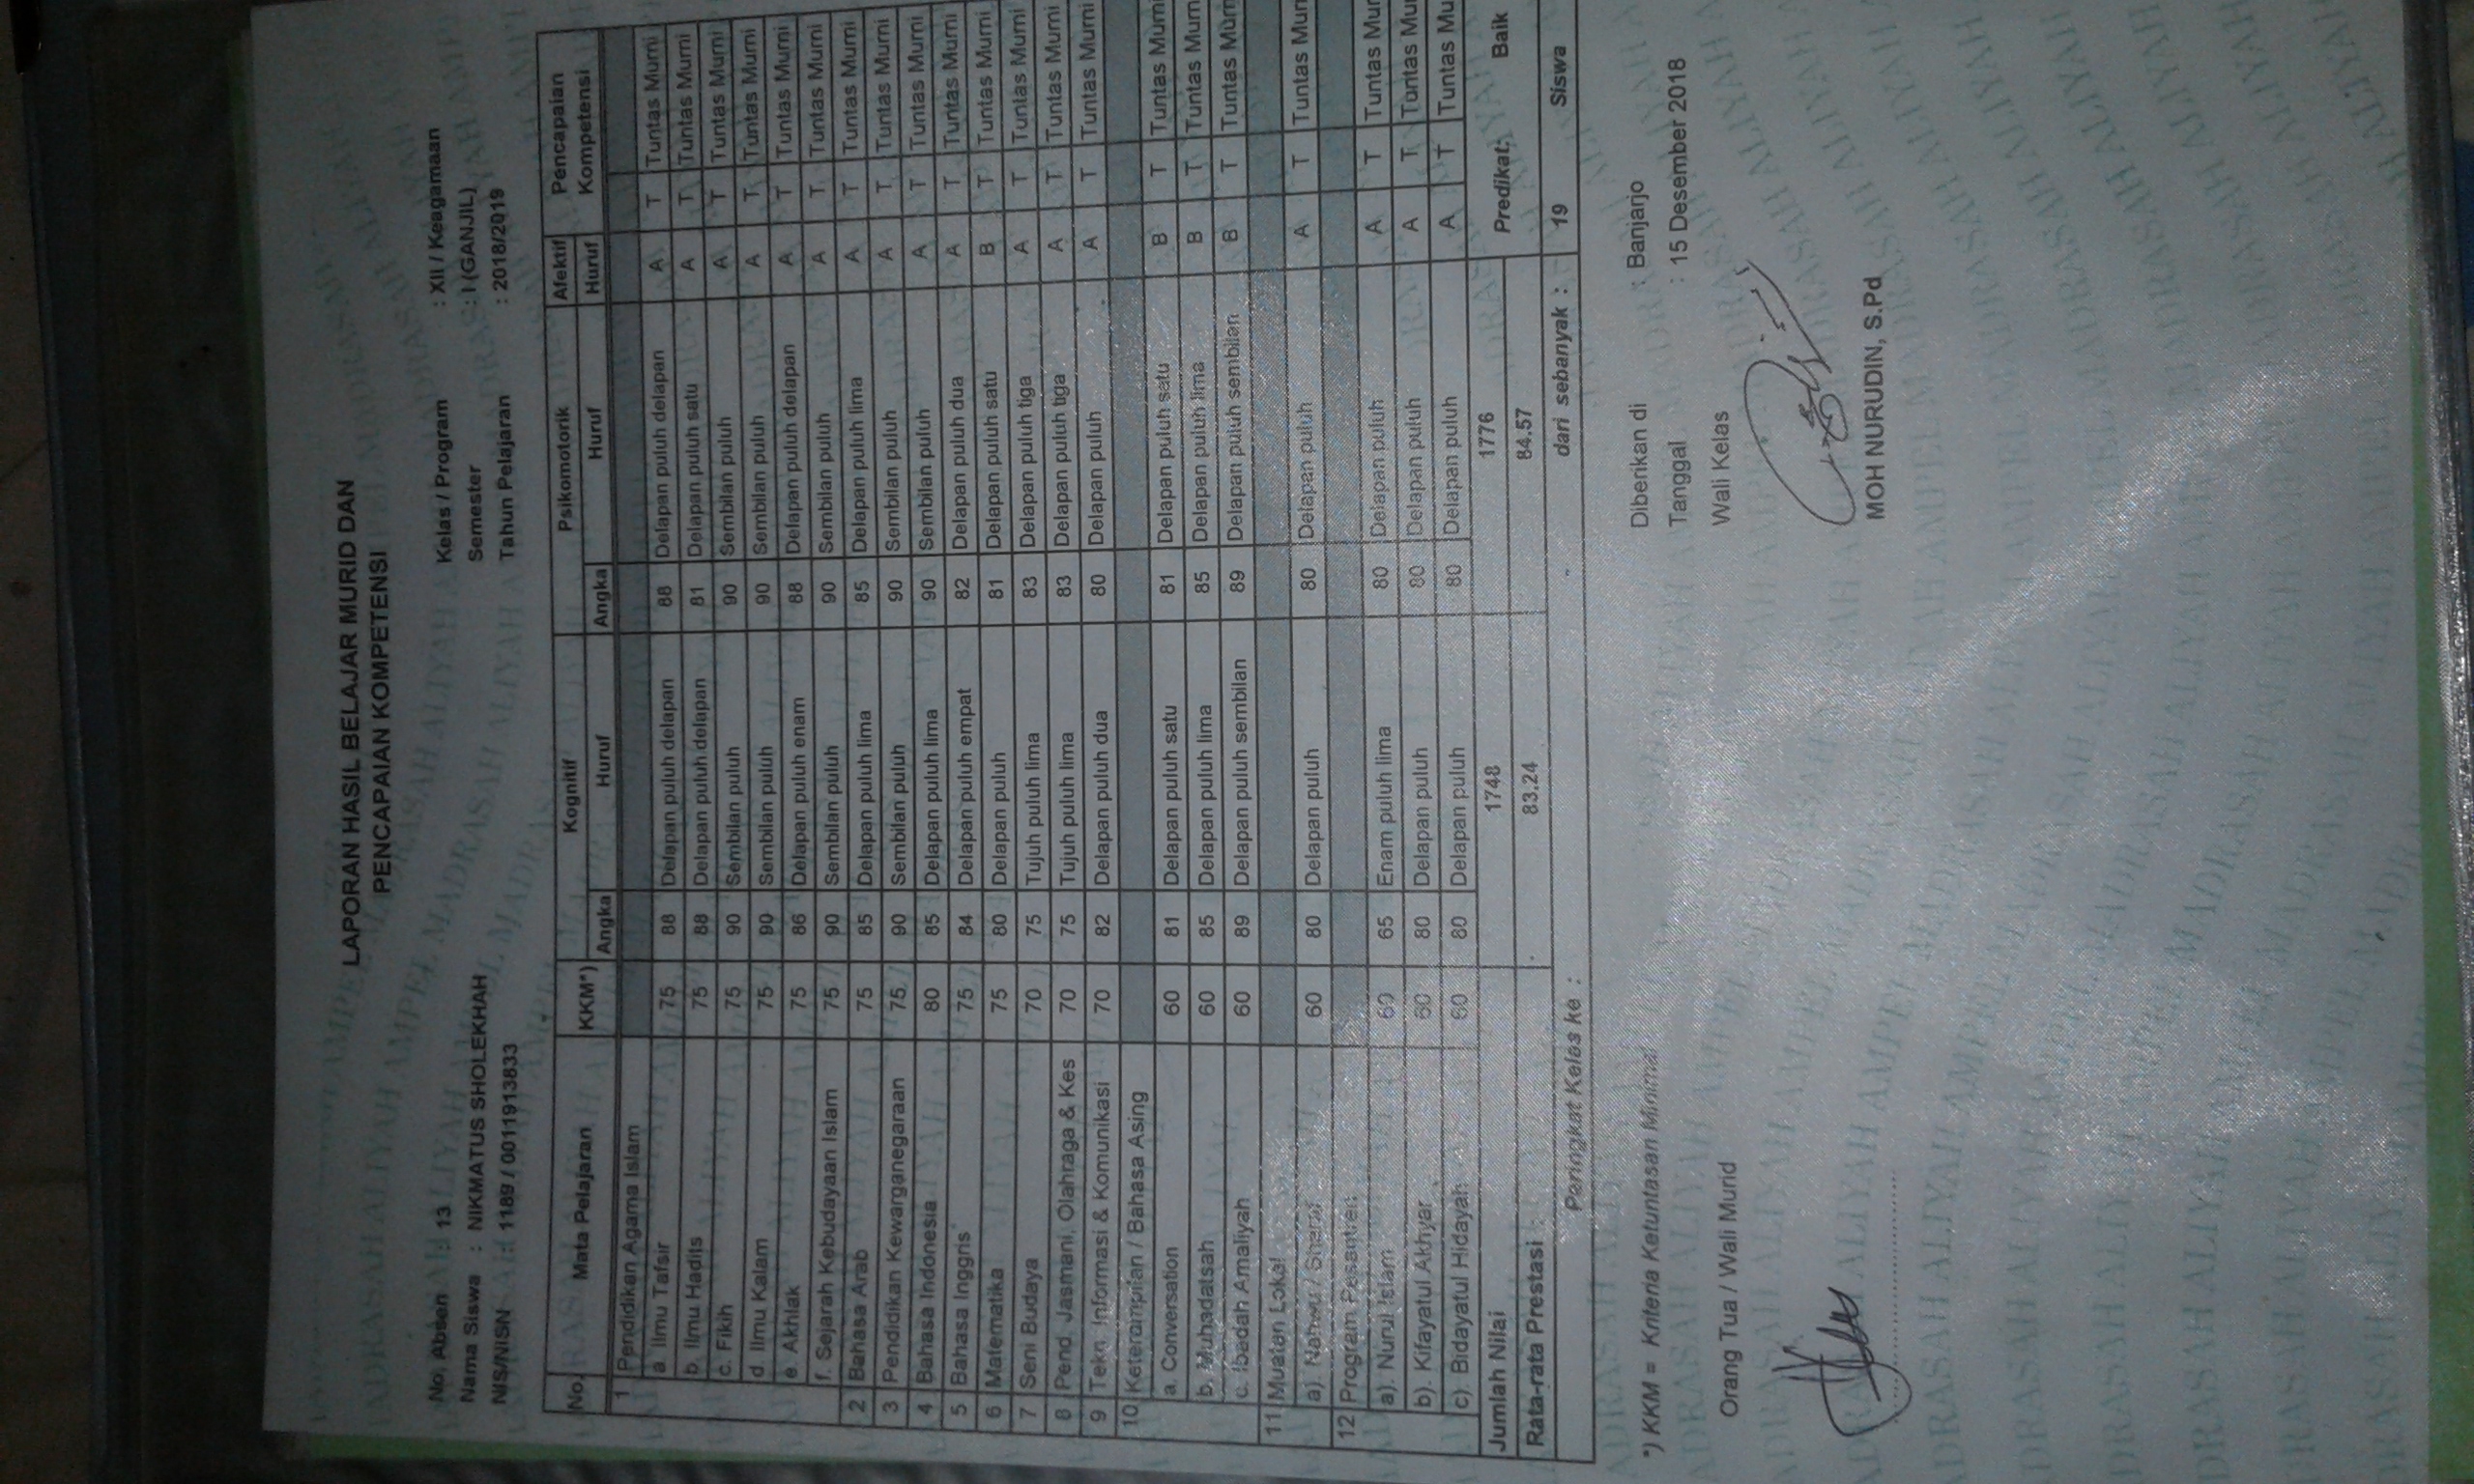 LAPORAN HASIL BELAJAR MURID DAN
PENCAPAIAN KOMPETENSI
No. Absen : 13 Kelas / Program : XII / Keagamaan
Nama Siswa : NIKMATUS SHOLEKHAH Semester : I (GANJIL)
NIS/NISN : 1189 / 0011913833 Tahun Pelajaran : 2018/2019
No. Mata Pelajaran KKM*) Kognitif Psikomotorik Afektif Pencapaian Kompetensi
Angka Huruf Angka Huruf Huruf
1 Pendidikan Agama Islam
a. Ilmu Tafsir 75 88 Delapan puluh delapan 88 Delapan puluh delapan A T Tuntas Murni
b. Ilmu Hadits 75 88 Delapan puluh delapan 81 Delapan puluh satu A T Tuntas Murni
c. Fikih 75 90 Sembilan puluh 90 Sembilan puluh A T Tuntas Murni
d. Ilmu Kalam 75 90 Sembilan puluh 90 Sembilan puluh A T Tuntas Murni
e. Akhlak 75 86 Delapan puluh enam 88 Delapan puluh delapan A T Tuntas Murni
f. Sejarah Kebudayaan Islam 75 90 Sembilan puluh 90 Sembilan puluh A T Tuntas Murni
2 Bahasa Arab 75 85 Delapan puluh lima 85 Delapan puluh lima A T Tuntas Murni
3 Pendidikan Kewarganegaraan 75 90 Sembilan puluh 90 Sembilan puluh A T Tuntas Murni
4 Bahasa Indonesia 80 85 Delapan puluh lima 90 Sembilan puluh A T Tuntas Murni
5 Bahasa Inggris 75 84 Delapan puluh empat 82 Delapan puluh dua A T Tuntas Murni
6 Matematika 75 80 Delapan puluh 81 Delapan puluh satu B T Tuntas Murni
7 Seni Budaya 70 75 Tujuh puluh lima 83 Delapan puluh tiga A T Tuntas Murni
8 Pend. Jasmani, Olahraga & Kes 70 75 Tujuh puluh lima 83 Delapan puluh tiga A T Tuntas Murni
9 Tekn. Informasi & Komunikasi 70 82 Delapan puluh dua 80 Delapan puluh A T Tuntas Murni
10 Keterampilan / Bahasa Asing
a. Conversation 60 81 Delapan puluh satu 81 Delapan puluh satu B T Tuntas Murni
b. Muhadatsah 60 85 Delapan puluh lima 85 Delapan puluh lima B T Tuntas Murn
c. Ibadah Amaliyah 60 89 Delapan puluh sembilan 89 Delapan puluh sembilan B T Tuntas Murn
11 Muatan Lokal
a). Nahwu / Sharaf 60 80 Delapan puluh 80 Delapan puluh A T Tuntas Mur
12 Program Pesantren
a). Nurul Islam 60 65 Enam puluh lima 80 Delapan puluh A T Tuntas Mur
b). Kifayatul Akhyar 60 80 Delapan puluh 80 Delapan puluh A T Tuntas Mu
c). Bidayatul Hidayah 60 80 Delapan puluh 80 Delapan puluh A T Tuntas Mu
Jumlah Nilai 1748 1776 Predikat: Baik
Rata-rata Prestasi : 83.24 84.57
Peringkat Kelas ke : dari sebanyak : 19 Siswa
*) KKM = Kriteria Ketuntasan Minimal
Diberikan di : Banjarjo
Tanggal : 15 Desember 2018
Orang Tua / Wali Murid Wali Kelas
MOH NURUDIN, S.Pd
MADRASAH ALIYAH AMPEL